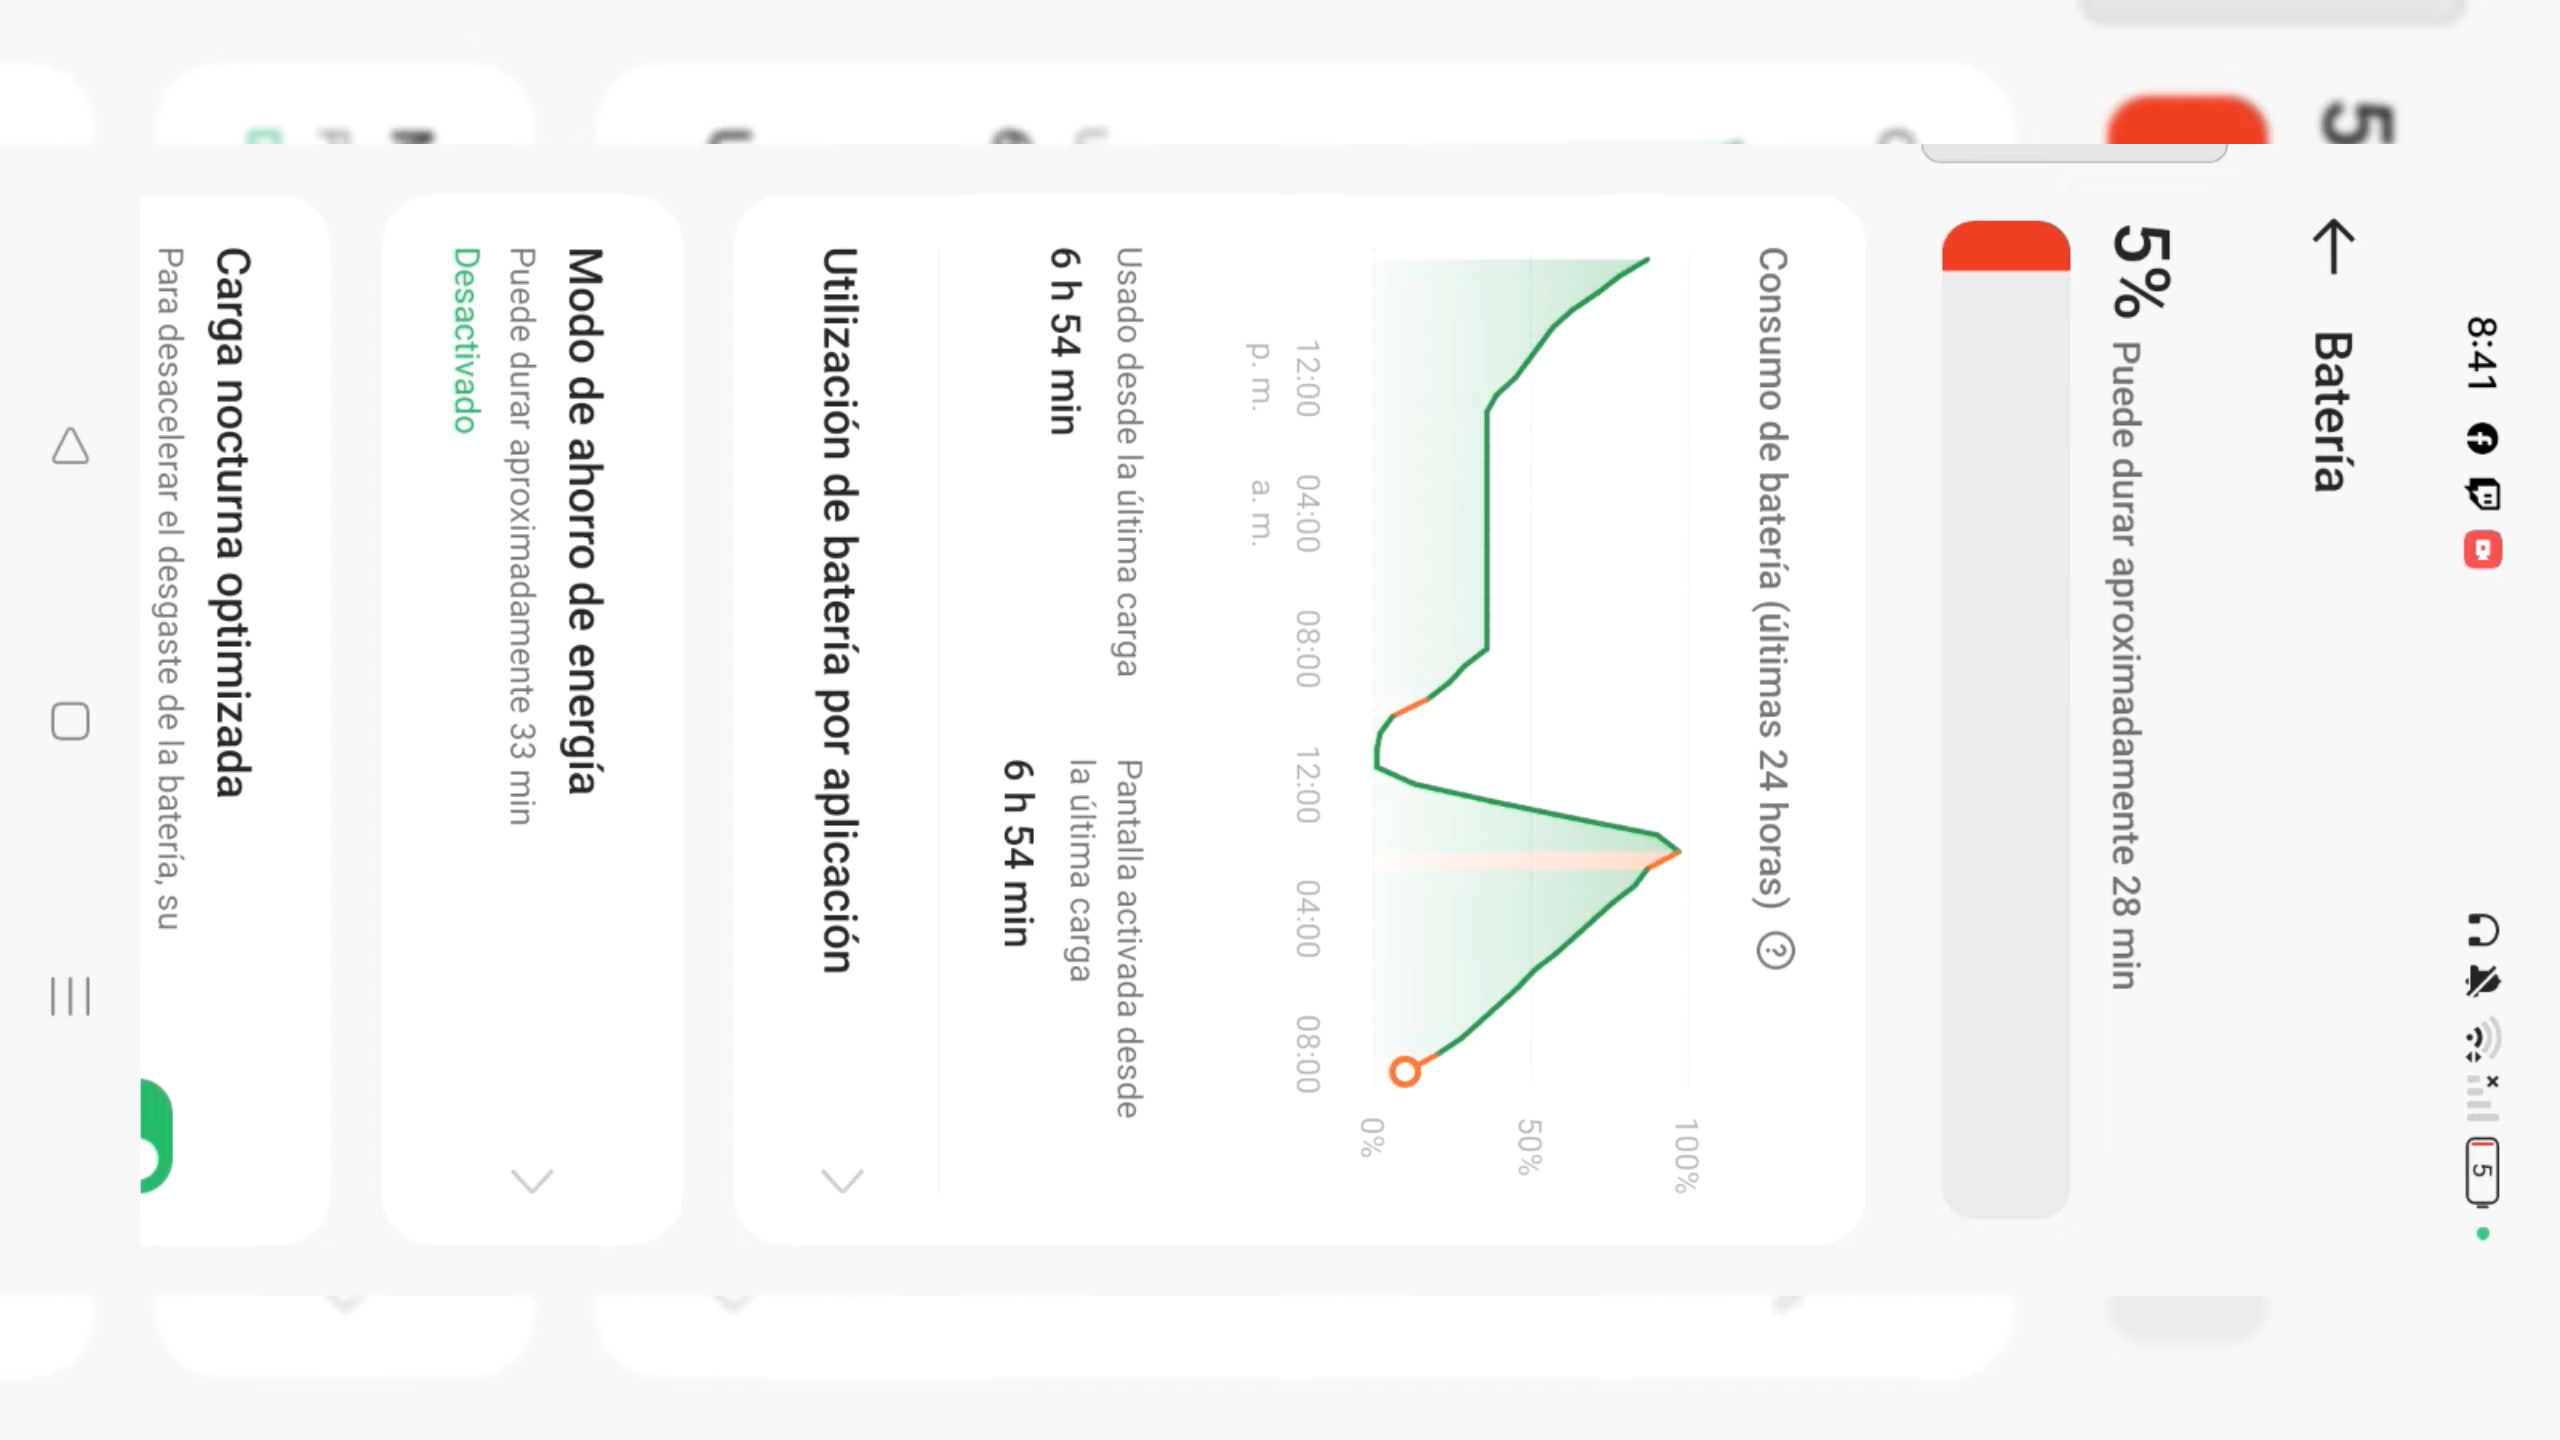 8:41
5
Batería
5% Puede durar aproximadamente 28 min
Consumo de batería (últimas 24 horas) ?
100%
50%
0%
12:00 04:00 08:00 12:00 04:00 08:00
p. m. a. m.
Usado desde la última carga
6 h 54 min
Pantalla activada desde
la última carga
6 h 54 min
Utilización de batería por aplicación
Modo de ahorro de energía
Puede durar aproximadamente 33 min
Desactivado
Carga nocturna optimizada
Para desacelerar el desgaste de la batería, su